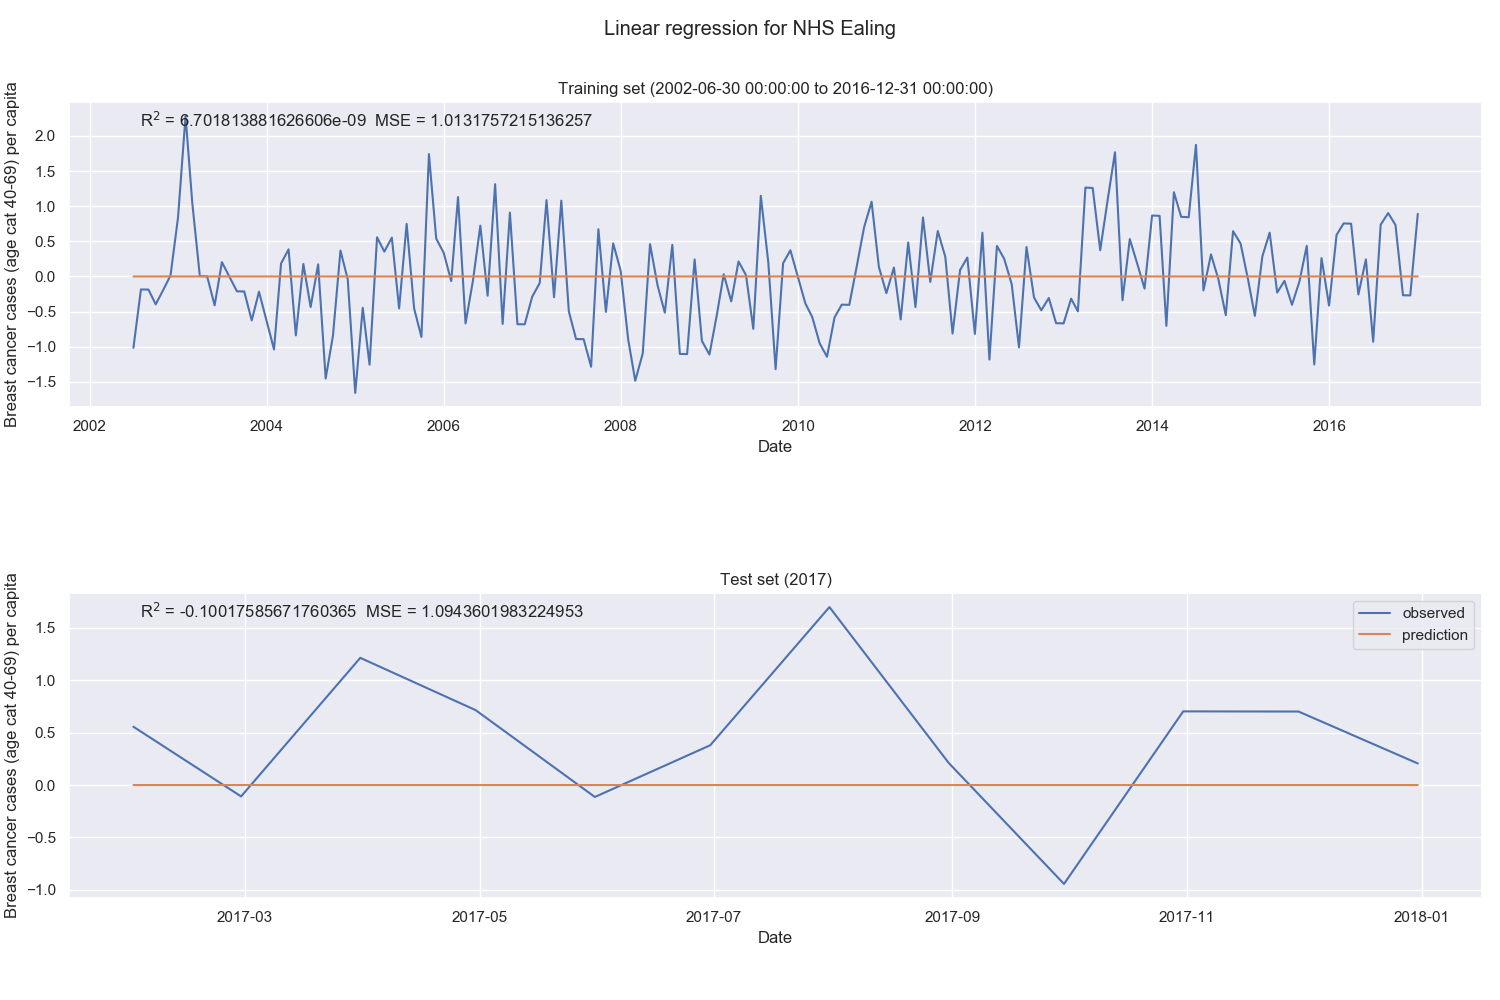 Linear regression for NHS Ealing
Training set (2002-06-30 00:00:00 to 2016-12-31 00:00:00)
R² = 6.701813881626606e-09 MSE = 1.0131757215136257
Breast cancer cases (age cat 40-69) per capita
2.0
1.5
1.0
0.5
0.0
−0.5
−1.0
−1.5
2002 2004 2006 2008 2010 2012 2014 2016
Date
Test set (2017)
R² = -0.10017585671760365 MSE = 1.0943601983224953
observed
prediction
Breast cancer cases (age cat 40-69) per capita
1.5
1.0
0.5
0.0
−0.5
−1.0
2017-03 2017-05 2017-07 2017-09 2017-11 2018-01
Date